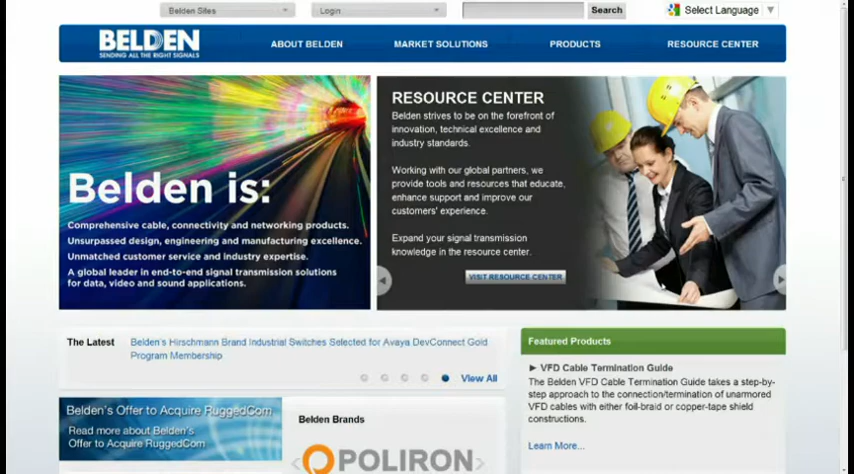 Belden Sites
Login
Search
Select Language
BELDEN
SENDING ALL THE RIGHT SIGNALS
ABOUT BELDEN
MARKET SOLUTIONS
PRODUCTS
RESOURCE CENTER
Belden is:
Comprehensive cable, connectivity and networking products.
Unsurpassed design, engineering and manufacturing excellence.
Unmatched customer service and industry expertise.
A global leader in end-to-end signal transmission solutions
for data, video and sound applications.
RESOURCE CENTER
Belden strives to be on the forefront of
innovation, technical excellence and
industry standards.
Working with our global partners, we
provide tools and resources that educate,
enhance support and improve our
customers' experience.
Expand your signal transmission
knowledge in the resource center.
VISIT RESOURCE CENTER
The Latest
Belden's Hirschmann Brand Industrial Switches Selected for Avaya DevConnect Gold
Program Membership
View All
Belden's Offer to Acquire RuggedCom
Read more about Belden's
Offer to Acquire RuggedCom
Belden Brands
POLIRON
Featured Products
VFD Cable Termination Guide
The Belden VFD Cable Termination Guide takes a step-by-
step approach to the connection/termination of unarmored
VFD cables with either foil-braid or copper-tape shield
constructions.
Learn More...